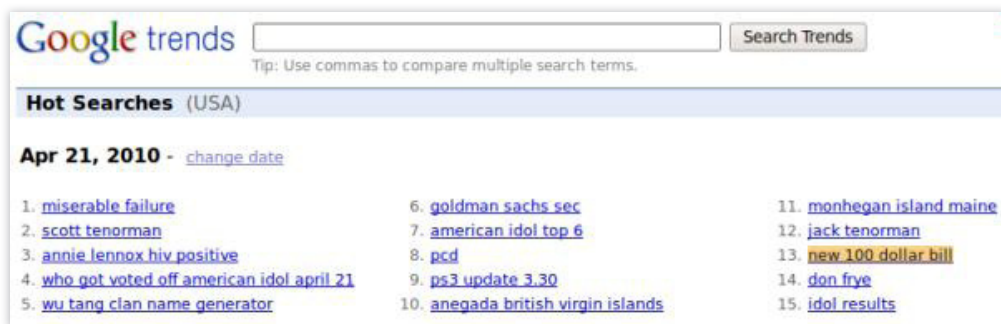 Google trends Search Trends
Tip: Use commas to compare multiple search terms.
Hot Searches (USA)
Apr 21, 2010 - change date
1. miserable failure
2. scott tenorman
3. annie lennox hiv positive
4. who got voted off american idol april 21
5. wu tang clan name generator
6. goldman sachs sec
7. american idol top 6
8. pcd
9. ps3 update 3.30
10. anegada british virgin islands
11. monhegan island maine
12. jack tenorman
13. new 100 dollar bill
14. don frye
15. idol results